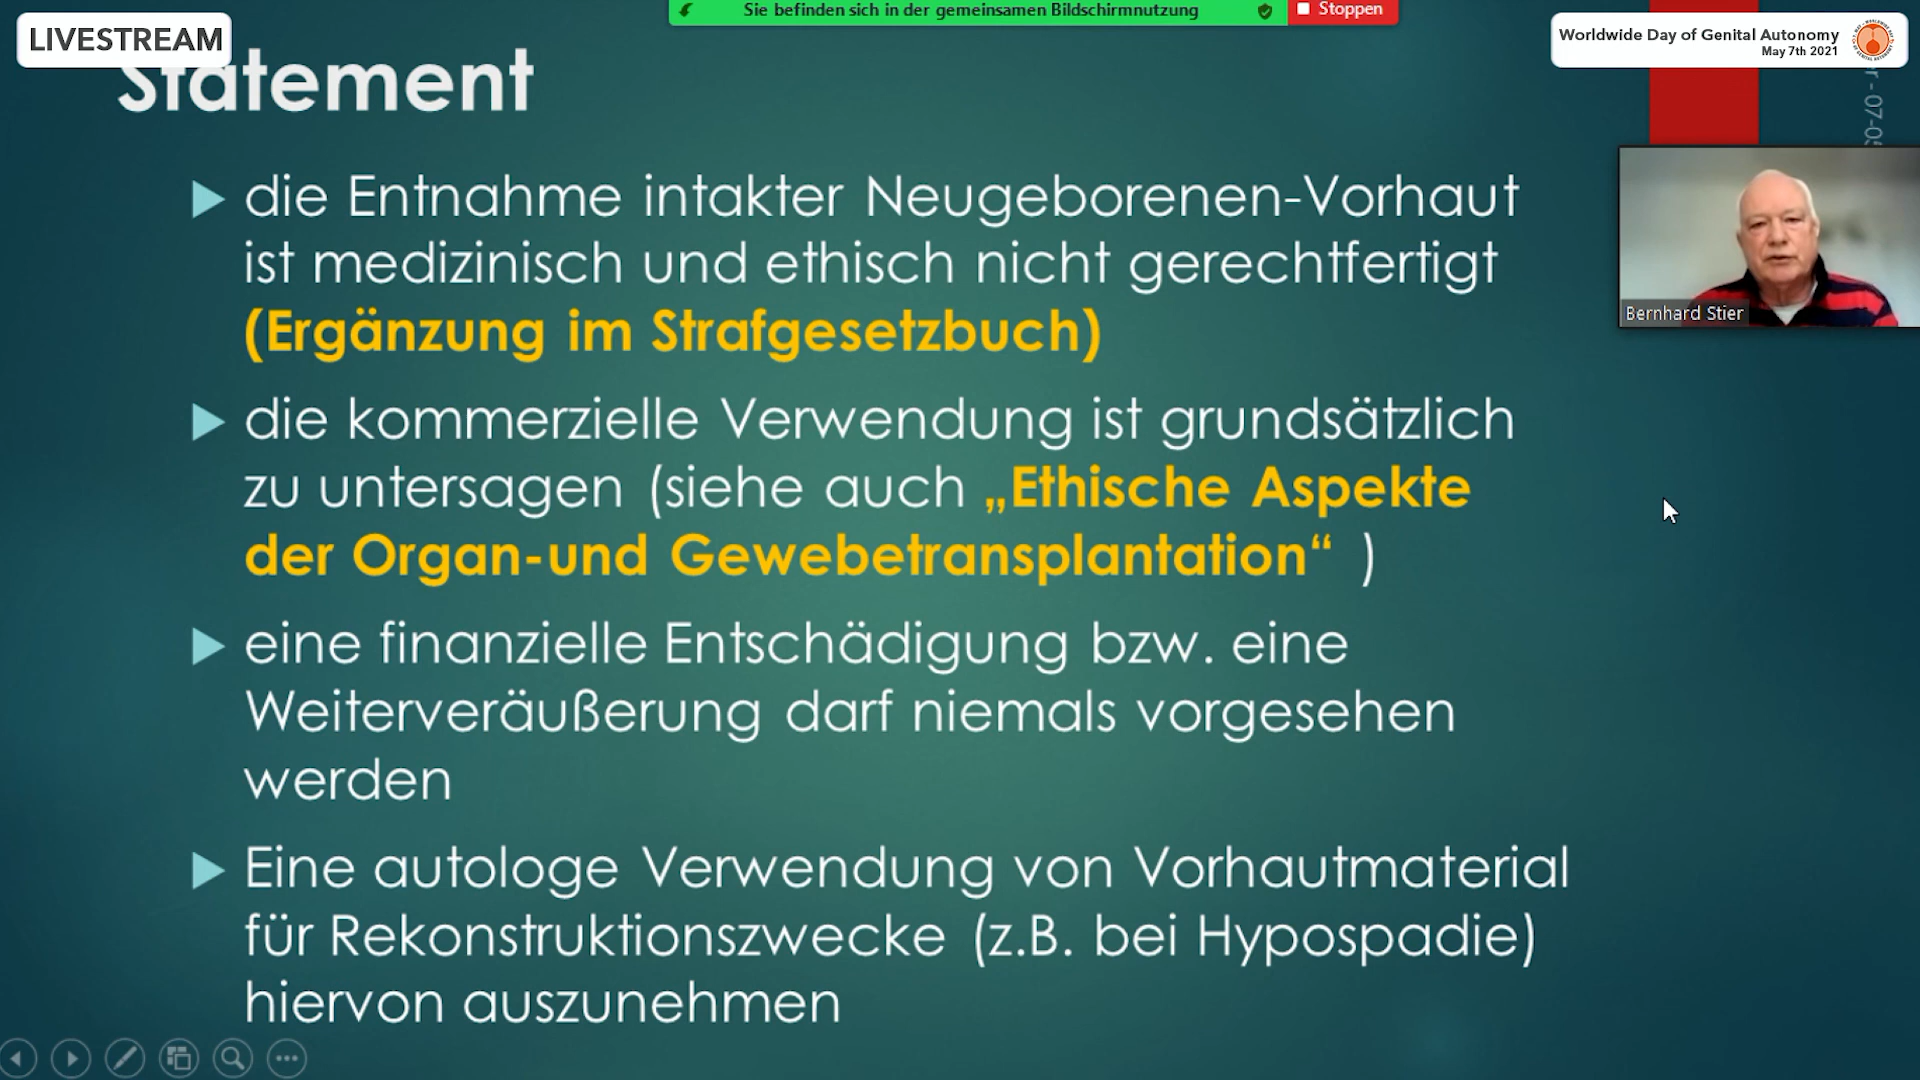 Sie befinden sich in der gemeinsamen Bildschirmnutzung
Stoppen
LIVESTREAM
Worldwide Day of Genital Autonomy
May 7th 2021
Statement
die Entnahme intakter Neugeborenen-Vorhaut
ist medizinisch und ethisch nicht gerechtfertigt
(Ergänzung im Strafgesetzbuch)
die kommerzielle Verwendung ist grundsätzlich
zu untersagen (siehe auch „Ethische Aspekte
der Organ-und Gewebetransplantation“ )
eine finanzielle Entschädigung bzw. eine
Weiterveräußerung darf niemals vorgesehen
werden
Eine autologe Verwendung von Vorhautmaterial
für Rekonstruktionszwecke (z.B. bei Hypospadie)
hiervon auszunehmen
Bernhard Stier